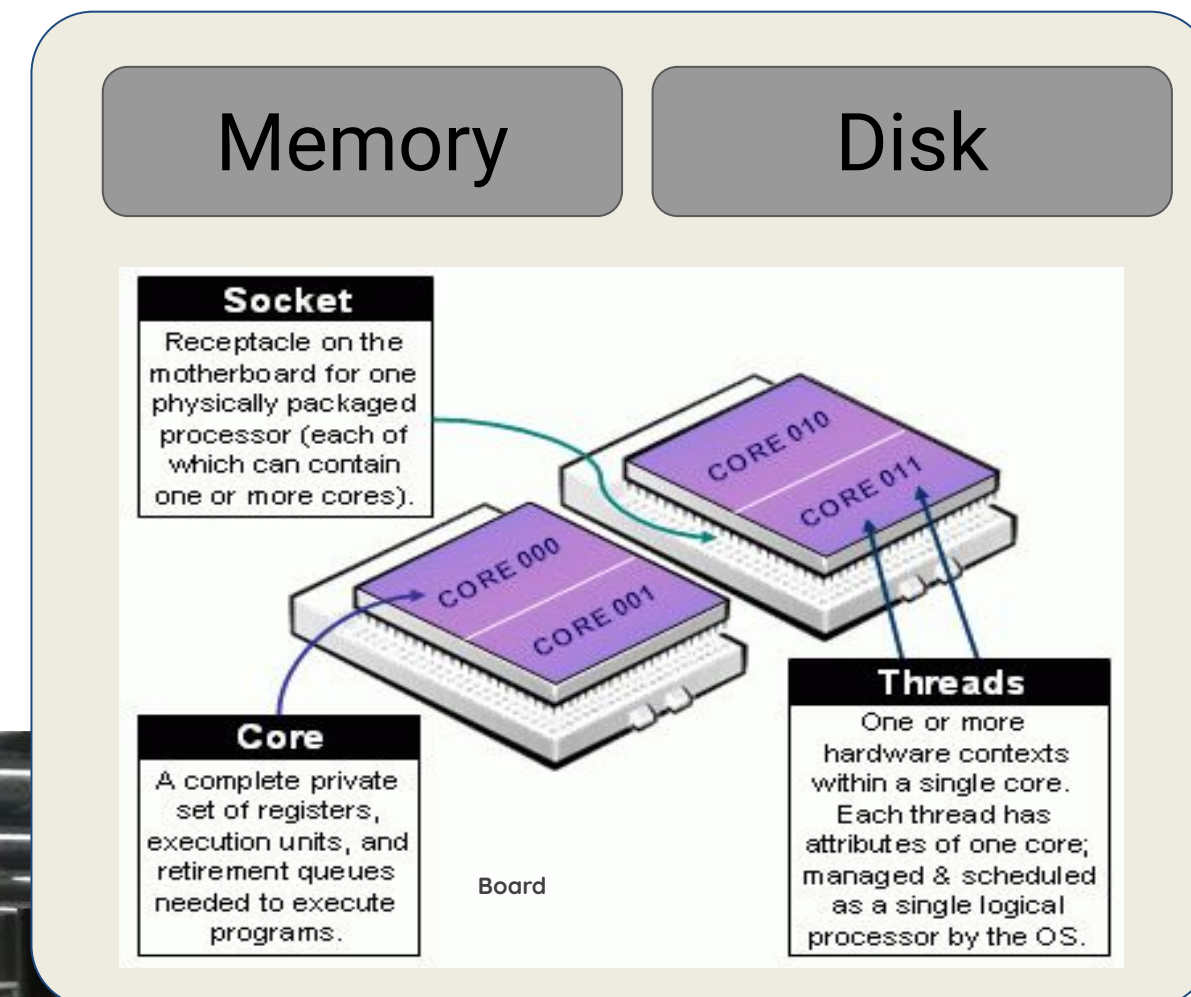 Memory
Disk
Socket
Receptacle on the
motherboard for one
physically packaged
processor (each of
which can contain
one or more cores).
CORE 010
CORE 011
CORE 000
CORE 001
Core
A complete private
set of registers,
execution units, and
retirement queues
needed to execute
programs.
Board
Threads
One or more
hardware contexts
within a single core.
Each thread has
attributes of one core;
managed & scheduled
as a single logical
processor by the OS.